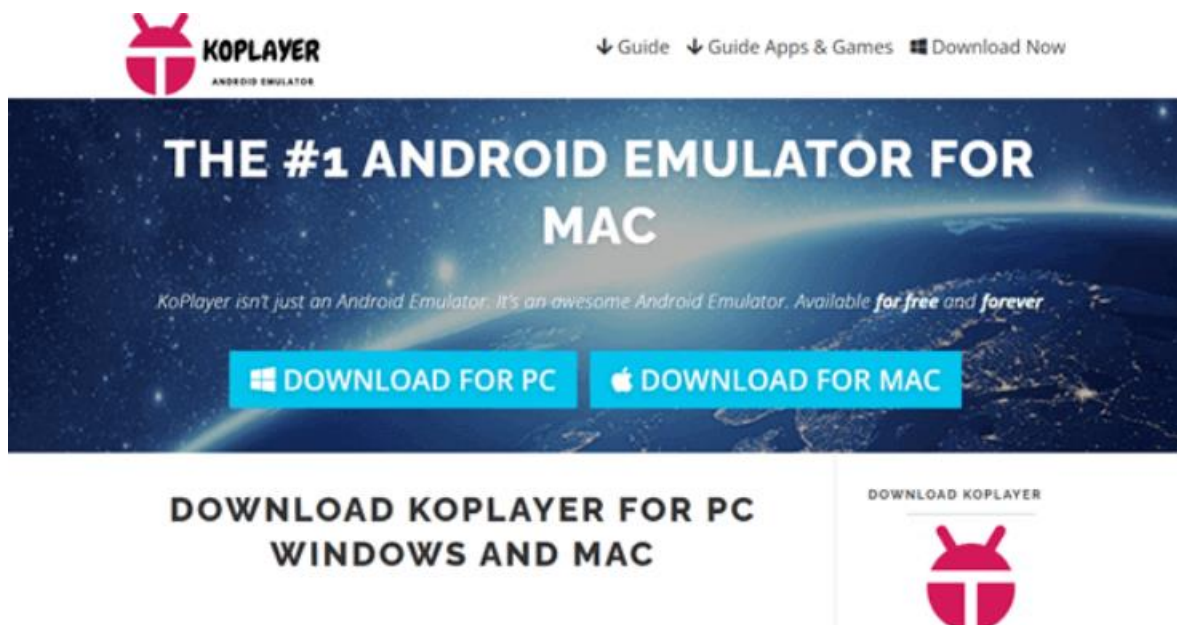 KOPLAYER
ANDROID EMULATOR
Guide Guide Apps & Games Download Now
THE #1 ANDROID EMULATOR FOR
MAC
KoPlayer isn't just an Android Emulator. It's an awesome Android Emulator. Available for free and forever
DOWNLOAD FOR PC DOWNLOAD FOR MAC
DOWNLOAD KOPLAYER FOR PC
WINDOWS AND MAC
DOWNLOAD KOPLAYER